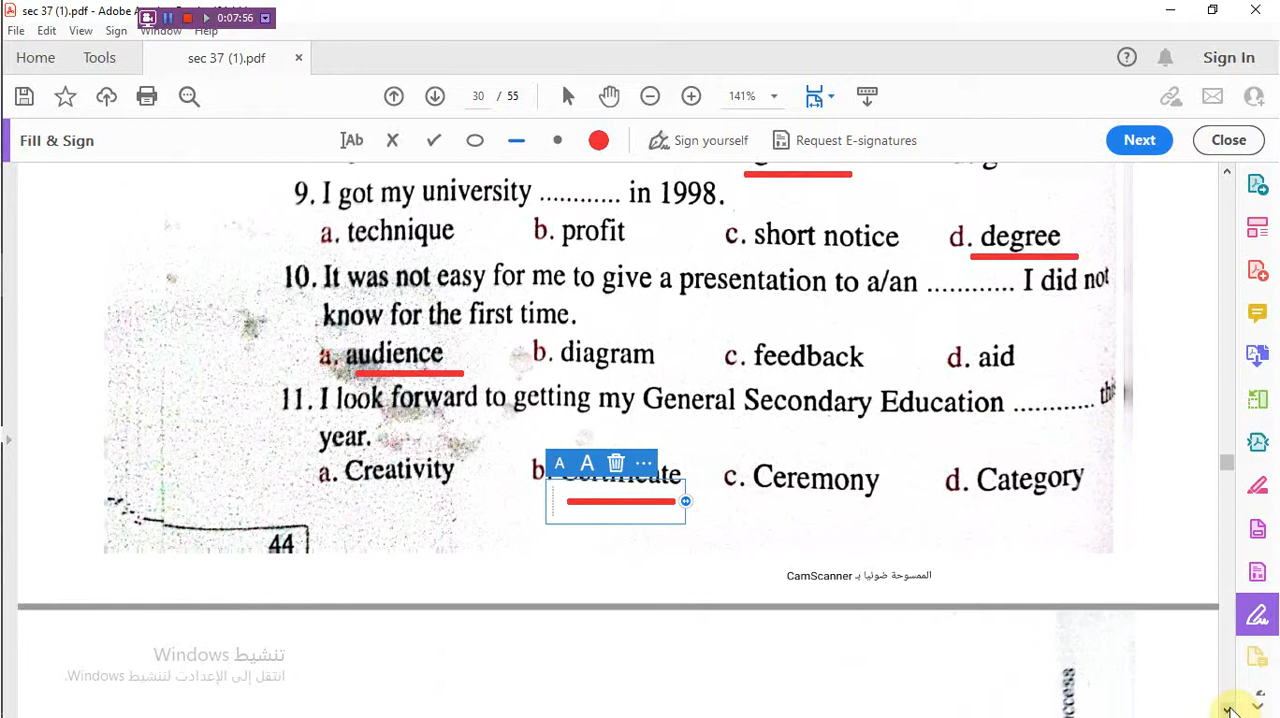 sec 37 (1).pdf - Adobe A
0:07:56
File Edit View Sign Window Help
Home Tools sec 37 (1).pdf × Sign In
30 / 55 141%
Fill & Sign Ab Sign yourself Request E-signatures Next Close
9. I got my university ............ in 1998.
a. technique b. profit c. short notice d. degree
10. It was not easy for me to give a presentation to a/an ............ I did not
know for the first time.
a. audience b. diagram c. feedback d. aid
11. I look forward to getting my General Secondary Education ............
year.
A A ...
a. Creativity c. Ceremony d. Category
44
الممسوحة ضوئيا بـ CamScanner
تنشيط Windows
انتقل إلى الإعدادات لتنشيط Windows.